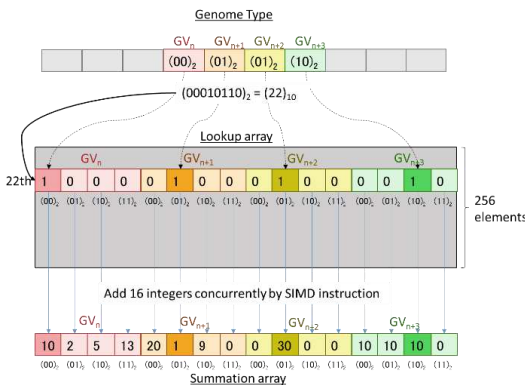 Genome Type
GVn GVn+1 GVn+2 GVn+3
(00)2 (01)2 (01)2 (10)2
(00010110)2 = (22)10
Lookup array
GVn GVn+1 GVn+2 GVn+3
22th 1 0 0 0 0 1 0 0 0 1 0 0 0 0 1 0
(00)2 (01)2 (10)2 (11)2 (00)2 (01)2 (10)2 (11)2 (00)2 (01)2 (10)2 (11)2 (00)2 (01)2 (10)2 (11)2
256
elements
Add 16 integers concurrently by SIMD instruction
GVn GVn+1 GVn+2 GVn+3
10 2 5 13 20 1 9 0 0 30 0 0 10 10 10 0
(00)2 (01)2 (10)2 (11)2 (00)2 (01)2 (10)2 (11)2 (00)2 (01)2 (10)2 (11)2 (00)2 (01)2 (10)2 (11)2
Summation array